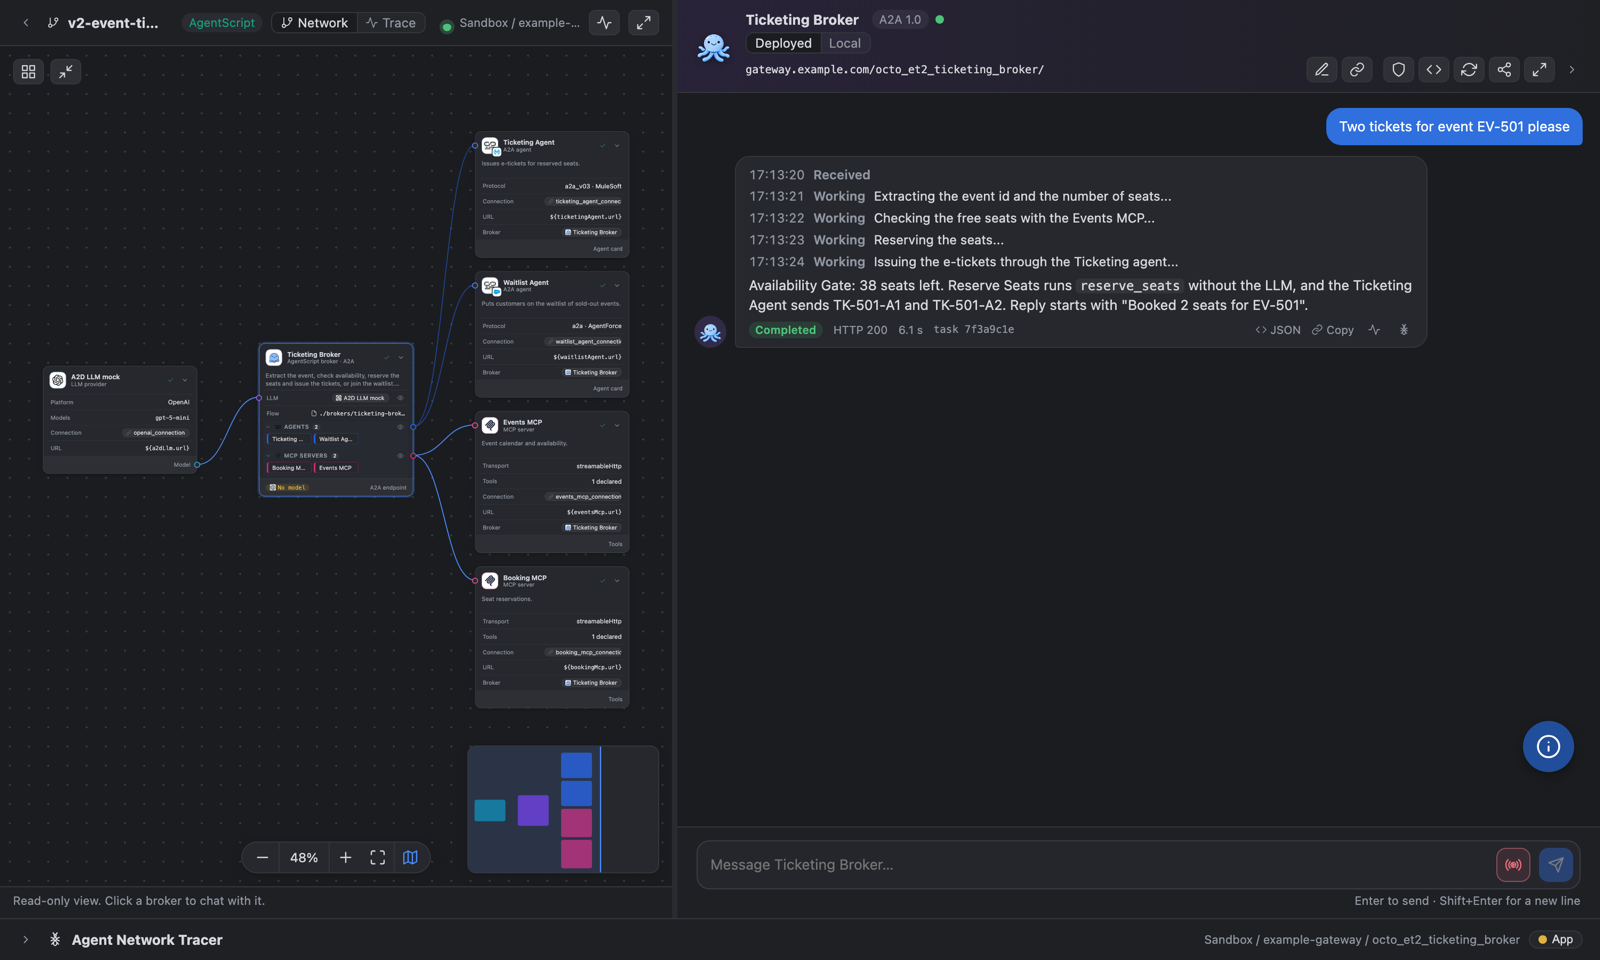 v2-event-ti...
AgentScript
Network
Trace
Sandbox / example-...
Ticketing Agent
A2A agent
Issues e-tickets for reserved seats.
Protocol a2a_v03 · MuleSoft
Connection ticketing_agent_connec
URL ${ticketingAgent.url}
Broker Ticketing Broker
Agent card
Waitlist Agent
A2A agent
Puts customers on the waitlist of sold-out events.
Protocol a2a · AgentForce
Connection waitlist_agent_connecti
URL ${waitlistAgent.url}
Broker Ticketing Broker
Agent card
A2D LLM mock
LLM provider
Platform OpenAI
Models gpt-5-mini
Connection openai_connection
URL ${a2dLlm.url}
Model
Ticketing Broker
AgentScript broker · A2A
Extract the event, check availability, reserve the
seats and issue the tickets, or join the waitlist....
LLM A2D LLM mock
Flow ./brokers/ticketing-brok...
AGENTS 2
Ticketing ... Waitlist Ag...
MCP SERVERS 2
Booking M... Events MCP
No model A2A endpoint
Events MCP
MCP server
Event calendar and availability.
Transport streamableHttp
Tools 1 declared
Connection events_mcp_connection
URL ${eventsMcp.url}
Broker Ticketing Broker
Tools
Booking MCP
MCP server
Seat reservations.
Transport streamableHttp
Tools 1 declared
Connection booking_mcp_connectic
URL ${bookingMcp.url}
Broker Ticketing Broker
Tools
48%
Read-only view. Click a broker to chat with it.
Ticketing Broker A2A 1.0
Deployed Local
gateway.example.com/octo_et2_ticketing_broker/
Two tickets for event EV-501 please
17:13:20 Received
17:13:21 Working Extracting the event id and the number of seats...
17:13:22 Working Checking the free seats with the Events MCP...
17:13:23 Working Reserving the seats...
17:13:24 Working Issuing the e-tickets through the Ticketing agent...
Availability Gate: 38 seats left. Reserve Seats runs reserve_seats without the LLM, and the Ticketing
Agent sends TK-501-A1 and TK-501-A2. Reply starts with "Booked 2 seats for EV-501".
Completed HTTP 200 6.1 s task 7f3a9c1e JSON Copy
Message Ticketing Broker...
Enter to send · Shift+Enter for a new line
Agent Network Tracer
Sandbox / example-gateway / octo_et2_ticketing_broker App